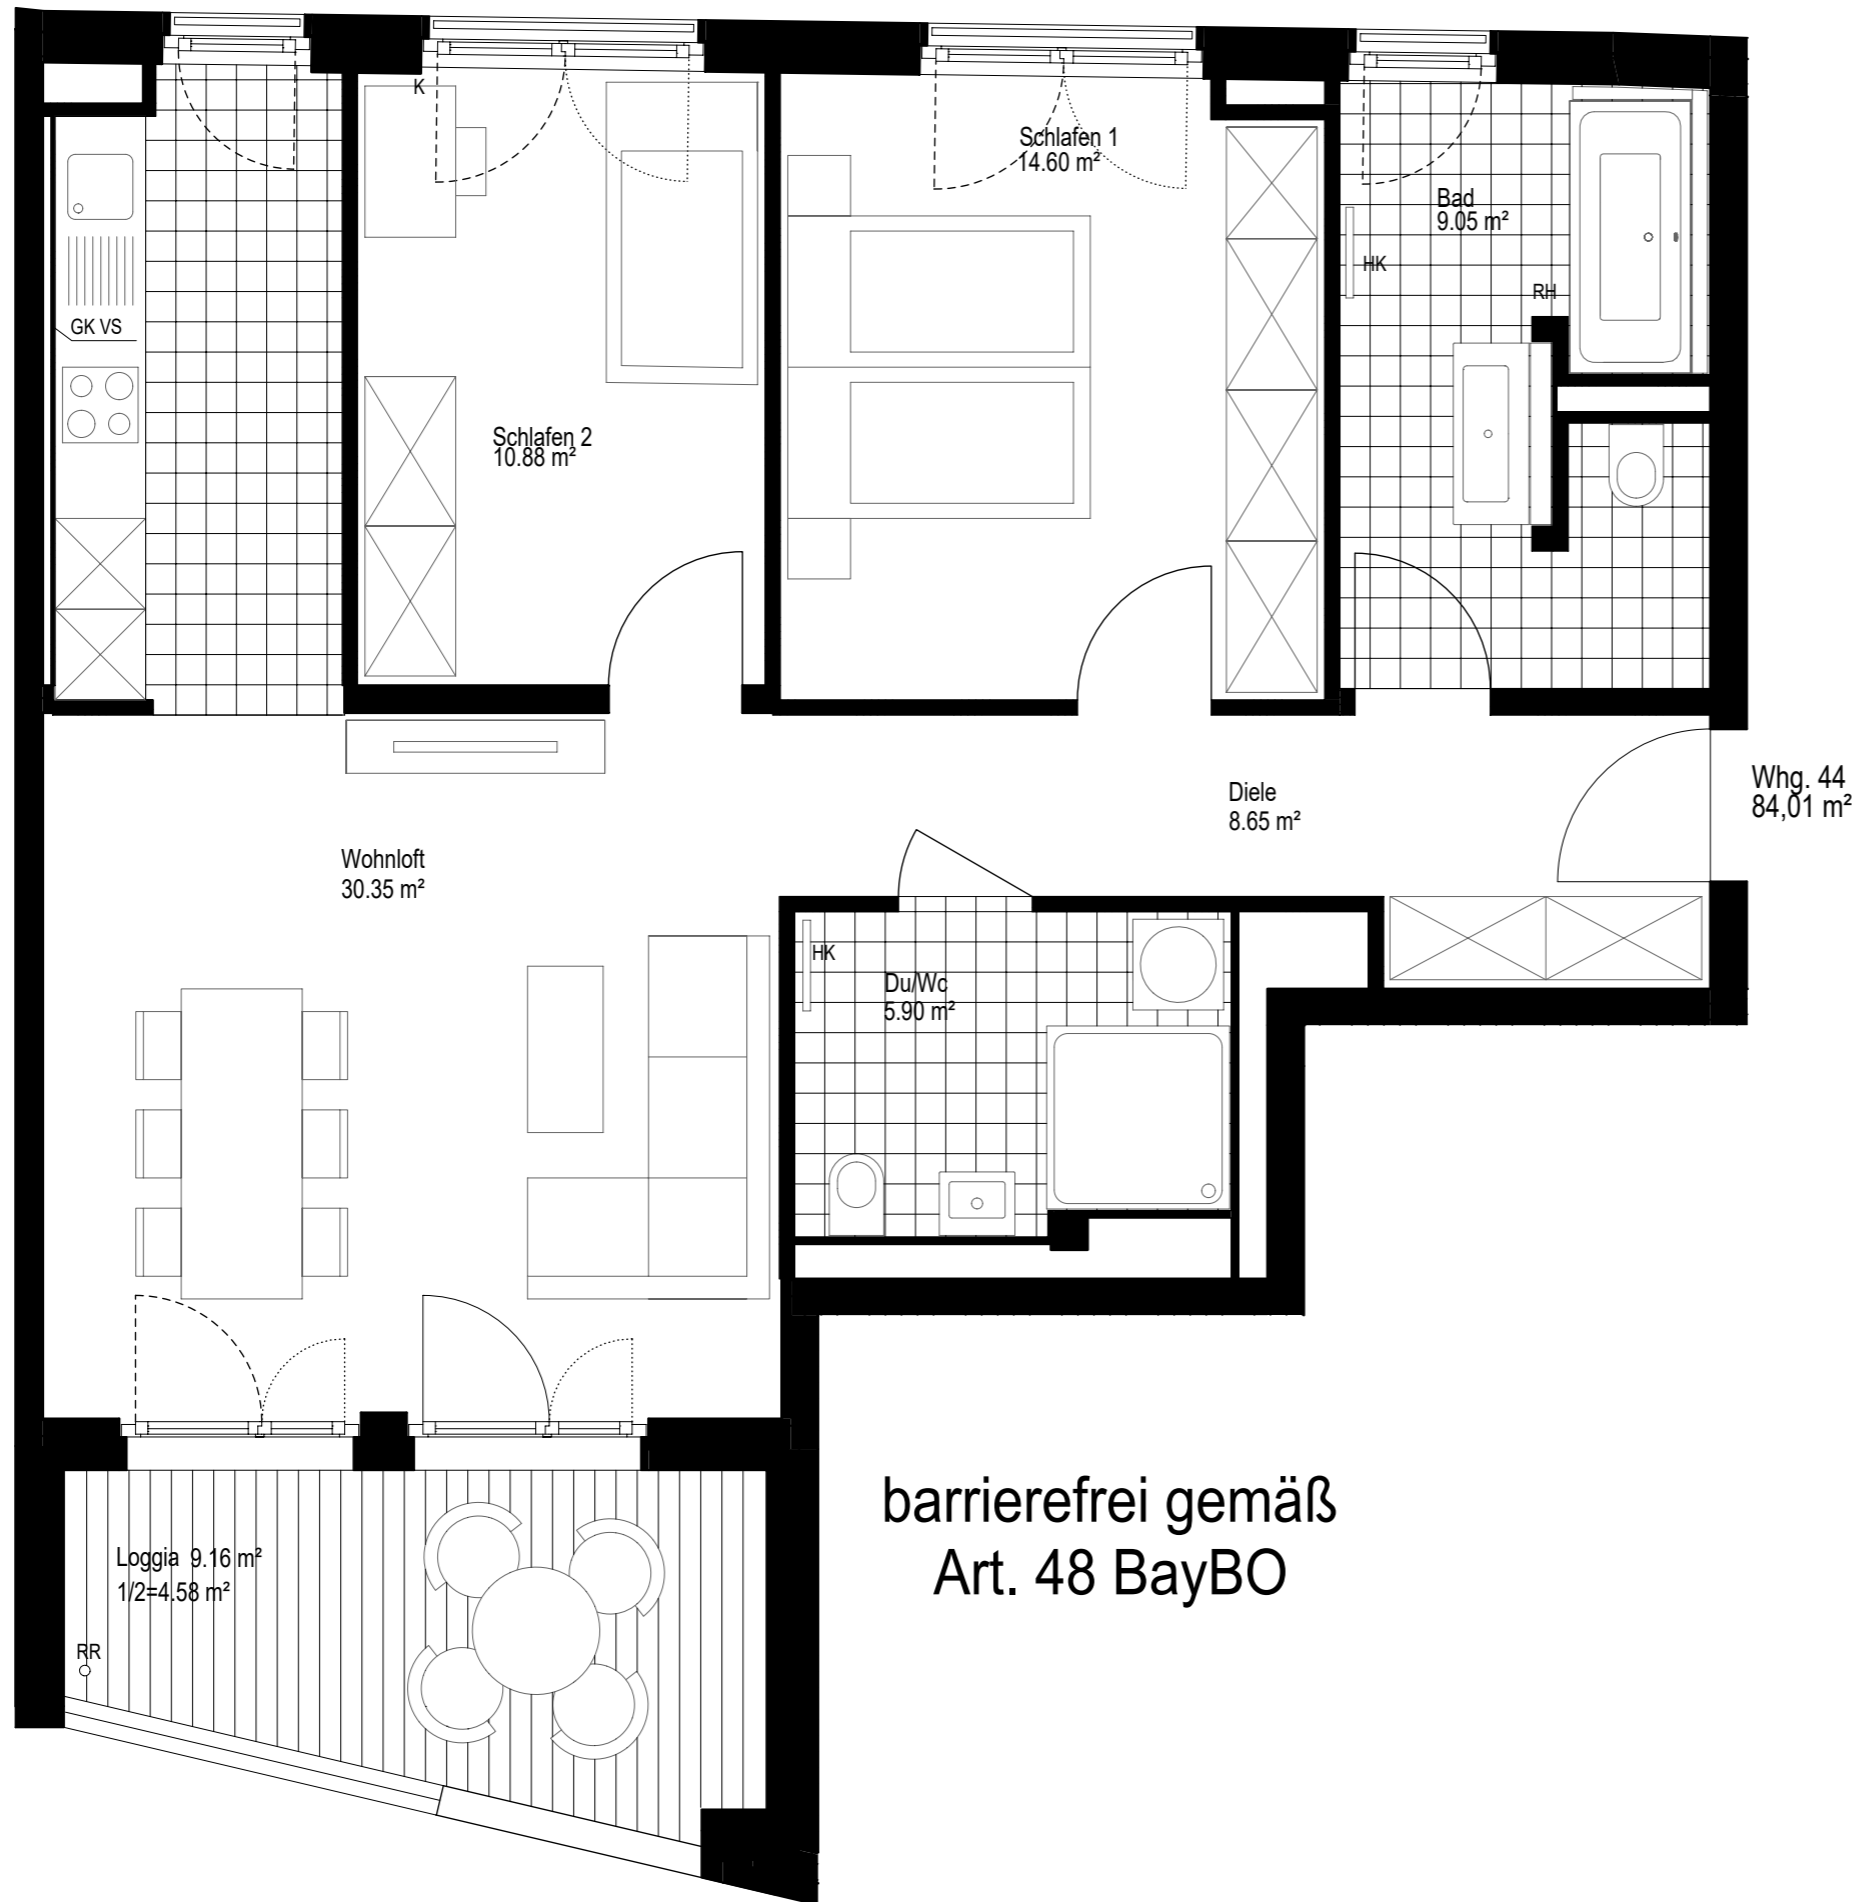 K
Schlafen 1
14.60 m²
Bad
9.05 m²
HK
RH
GK VS
Schlafen 2
10.88 m²
Whg. 44
84,01 m²
Diele
8.65 m²
Wohnloft
30.35 m²
HK
Du/Wc
5.90 m²
barrierefrei gemäß
Art. 48 BayBO
Loggia 9.16 m²
1/2=4.58 m²
RR